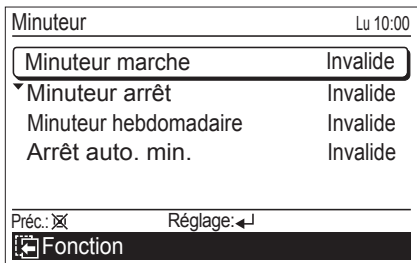 Minuteur Lu 10:00
Minuteur marche Invalide
Minuteur arrêt Invalide
Minuteur hebdomadaire Invalide
Arrêt auto. min. Invalide
Préc.: Réglage:
Fonction